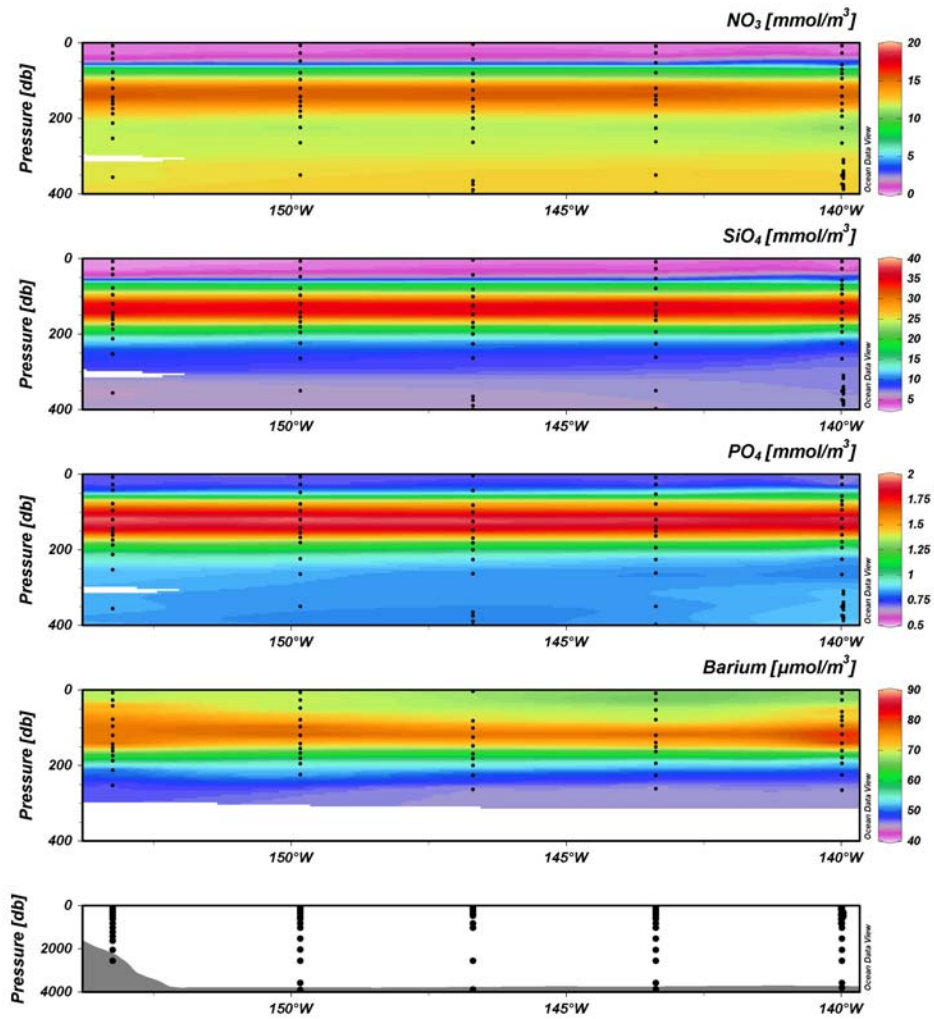 NO3 [mmol/m3]
Pressure [db]
0
200
400
150°W
145°W
140°W
20
15
10
5
0
Ocean Data View
SiO4 [mmol/m3]
Pressure [db]
0
200
400
150°W
145°W
140°W
40
35
30
25
20
15
10
5
Ocean Data View
PO4 [mmol/m3]
Pressure [db]
0
200
400
150°W
145°W
140°W
2
1.75
1.5
1.25
1
0.75
0.5
Ocean Data View
Barium [µmol/m3]
Pressure [db]
0
200
400
150°W
145°W
140°W
90
80
70
60
50
40
Ocean Data View
Pressure [db]
0
2000
4000
150°W
145°W
140°W
Ocean Data View